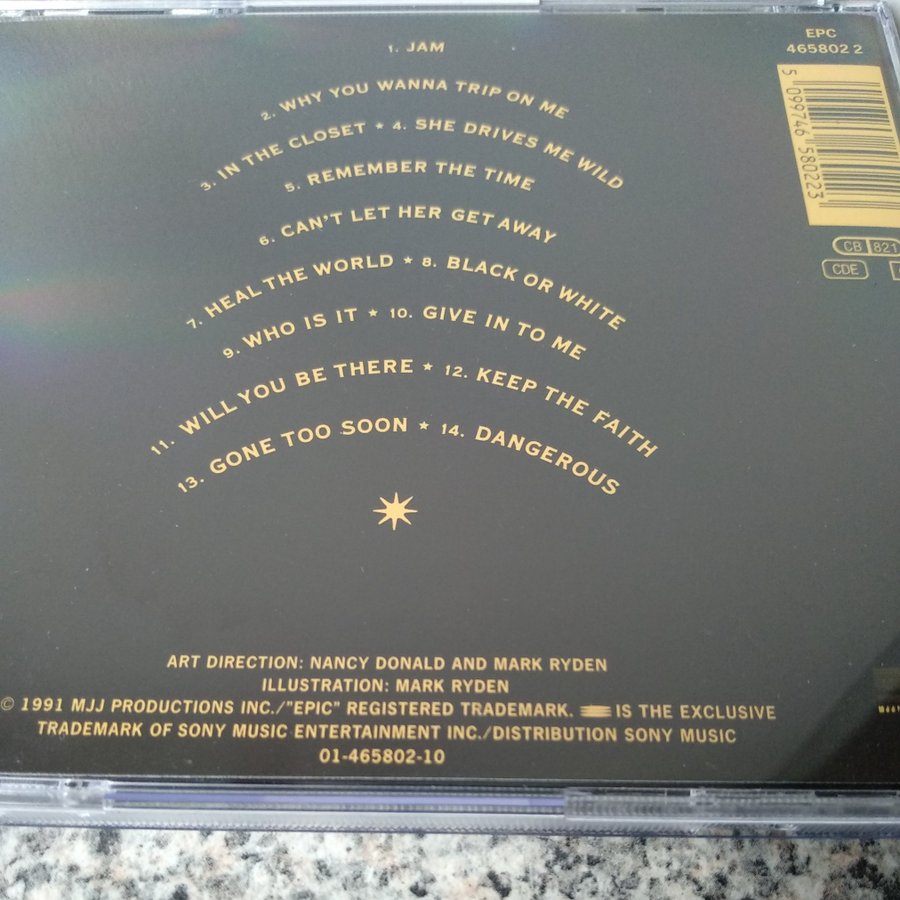 1. JAM
EPC
465802 2
2. WHY YOU WANNA TRIP ON ME
3. IN THE CLOSET ★ 4. SHE DRIVES ME WILD
5. REMEMBER THE TIME
6. CAN'T LET HER GET AWAY
7. HEAL THE WORLD ★ 8. BLACK OR WHITE
9. WHO IS IT ★ 10. GIVE IN TO ME
11. WILL YOU BE THERE ★ 12. KEEP THE FAITH
13. GONE TOO SOON ★ 14. DANGEROUS
5 099746 580223
CB 821
CDE
ART DIRECTION: NANCY DONALD AND MARK RYDEN
ILLUSTRATION: MARK RYDEN
© 1991 MJJ PRODUCTIONS INC./"EPIC" REGISTERED TRADEMARK. IS THE EXCLUSIVE
TRADEMARK OF SONY MUSIC ENTERTAINMENT INC./DISTRIBUTION SONY MUSIC
01-465802-10